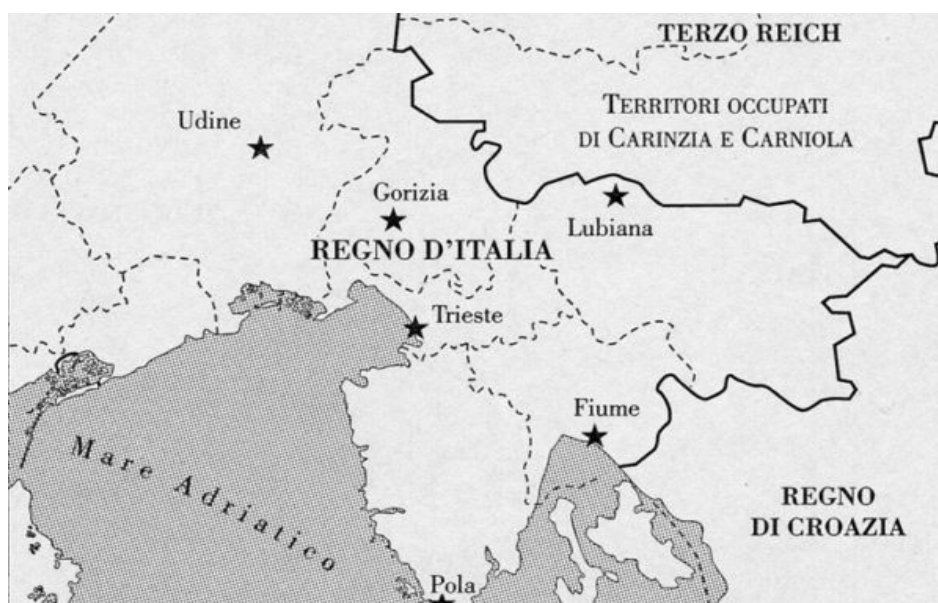 TERZO REICH
TERRITORI OCCUPATI
DI CARINZIA E CARNIOLA
Udine
Gorizia
Lubiana
REGNO D'ITALIA
Trieste
Fiume
Mare Adriatico
REGNO
DI CROAZIA
Pola